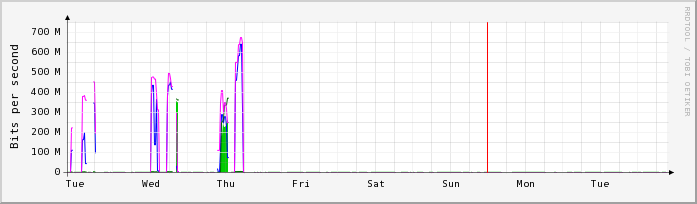 Bits per second
700 M
600 M
500 M
400 M
300 M
200 M
100 M
0
Tue Wed Thu Fri Sat Sun Mon Tue
RRDTOOL / TOBI OETIKER